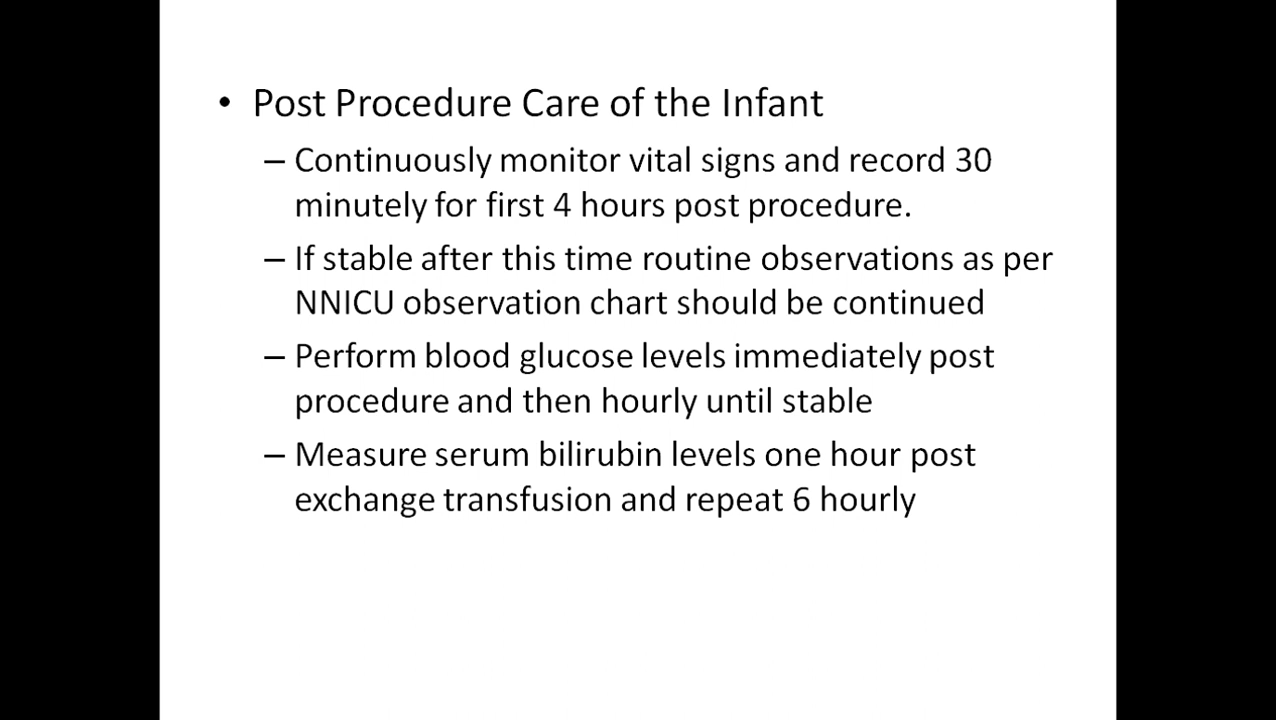 • Post Procedure Care of the Infant
– Continuously monitor vital signs and record 30
minutely for first 4 hours post procedure.
– If stable after this time routine observations as per
NNICU observation chart should be continued
– Perform blood glucose levels immediately post
procedure and then hourly until stable
– Measure serum bilirubin levels one hour post
exchange transfusion and repeat 6 hourly